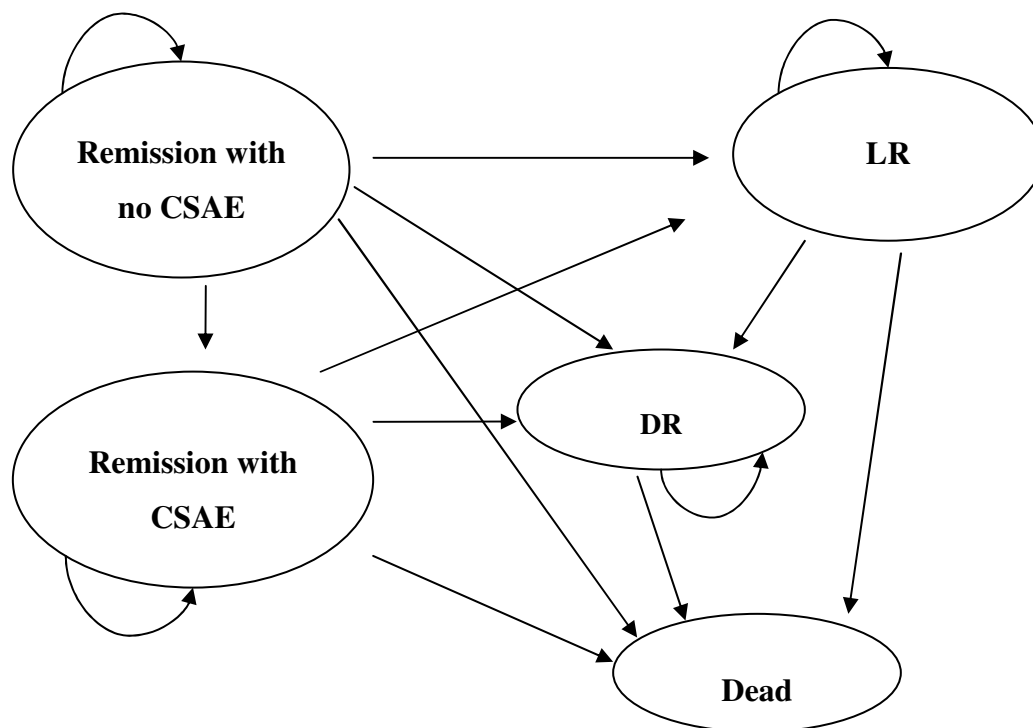 Remission with
no CSAE
LR
Remission with
CSAE
DR
Dead